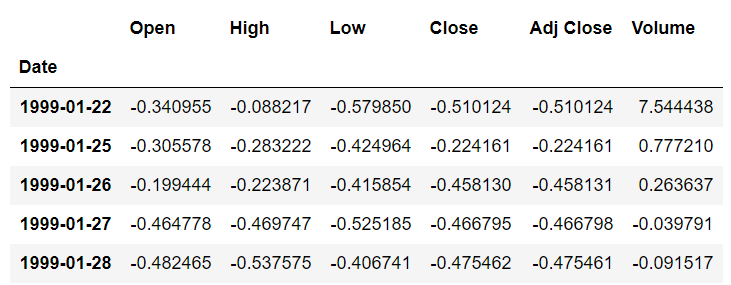 Open High Low Close Adj Close Volume
Date
1999-01-22 -0.340955 -0.088217 -0.579850 -0.510124 -0.510124 7.544438
1999-01-25 -0.305578 -0.283222 -0.424964 -0.224161 -0.224161 0.777210
1999-01-26 -0.199444 -0.223871 -0.415854 -0.458130 -0.458131 0.263637
1999-01-27 -0.464778 -0.469747 -0.525185 -0.466795 -0.466798 -0.039791
1999-01-28 -0.482465 -0.537575 -0.406741 -0.475462 -0.475461 -0.091517